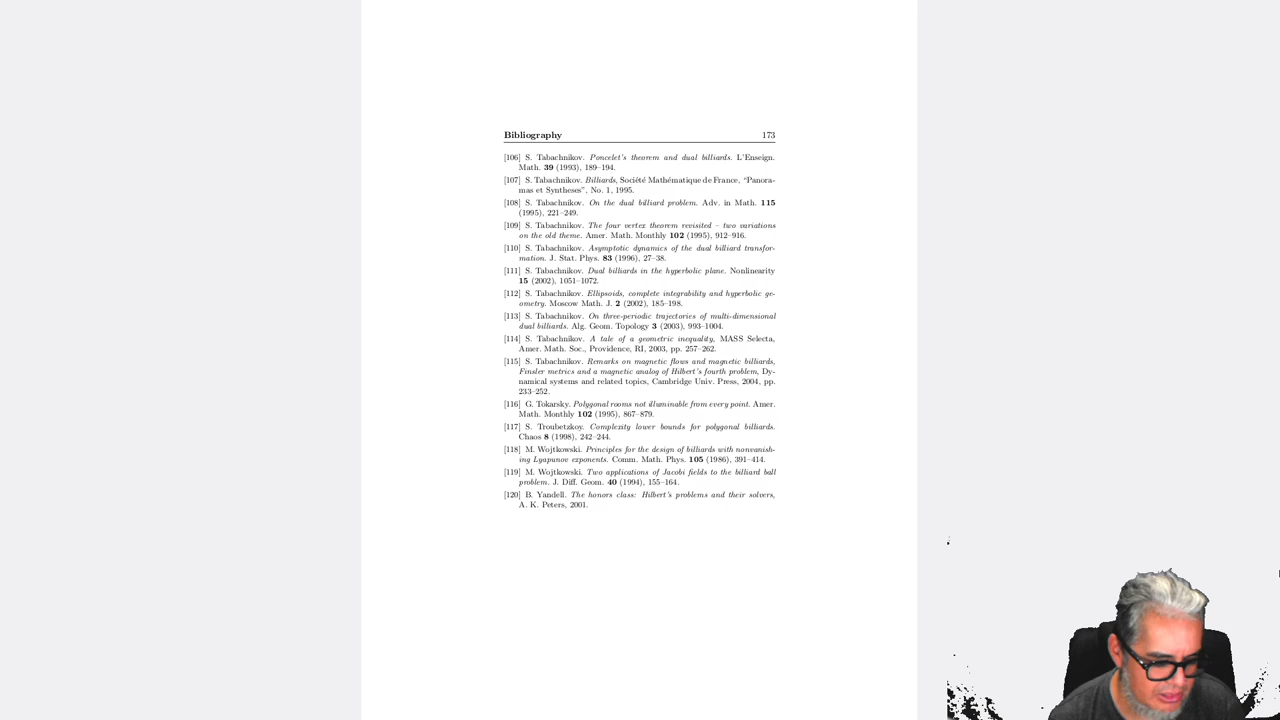 Bibliography 173
[106] S. Tabachnikov. Poncelet's theorem and dual billiards. L'Enseign.
Math. 39 (1993), 189–194.
[107] S. Tabachnikov. Billiards, Société Mathématique de France, “Panora-
mas et Syntheses”, No. 1, 1995.
[108] S. Tabachnikov. On the dual billiard problem. Adv. in Math. 115
(1995), 221–249.
[109] S. Tabachnikov. The four vertex theorem revisited – two variations
on the old theme. Amer. Math. Monthly 102 (1995), 912–916.
[110] S. Tabachnikov. Asymptotic dynamics of the dual billiard transfor-
mation. J. Stat. Phys. 83 (1996), 27–38.
[111] S. Tabachnikov. Dual billiards in the hyperbolic plane. Nonlinearity
15 (2002), 1051–1072.
[112] S. Tabachnikov. Ellipsoids, complete integrability and hyperbolic ge-
ometry. Moscow Math. J. 2 (2002), 185–198.
[113] S. Tabachnikov. On three-periodic trajectories of multi-dimensional
dual billiards. Alg. Geom. Topology 3 (2003), 993–1004.
[114] S. Tabachnikov. A tale of a geometric inequality, MASS Selecta,
Amer. Math. Soc., Providence, RI, 2003, pp. 257–262.
[115] S. Tabachnikov. Remarks on magnetic flows and magnetic billiards,
Finsler metrics and a magnetic analog of Hilbert's fourth problem, Dy-
namical systems and related topics, Cambridge Univ. Press, 2004, pp.
233–252.
[116] G. Tokarsky. Polygonal rooms not illuminable from every point. Amer.
Math. Monthly 102 (1995), 867–879.
[117] S. Troubetzkoy. Complexity lower bounds for polygonal billiards.
Chaos 8 (1998), 242–244.
[118] M. Wojtkowski. Principles for the design of billiards with nonvanish-
ing Lyapunov exponents. Comm. Math. Phys. 105 (1986), 391–414.
[119] M. Wojtkowski. Two applications of Jacobi fields to the billiard ball
problem. J. Diff. Geom. 40 (1994), 155–164.
[120] B. Yandell. The honors class: Hilbert's problems and their solvers,
A. K. Peters, 2001.